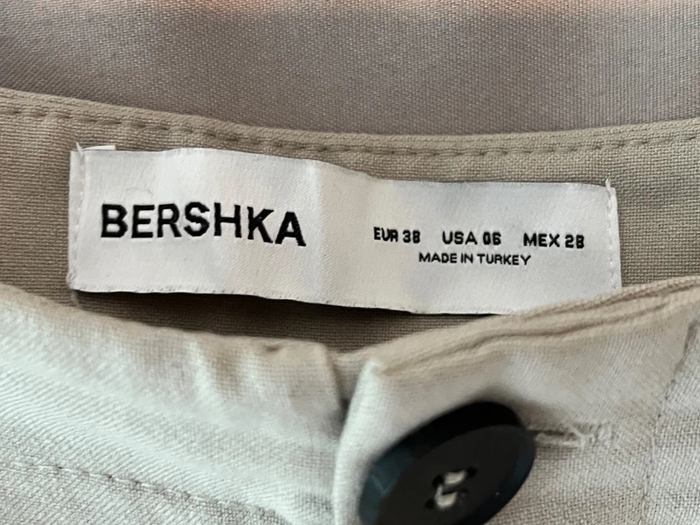 BERSHKA
EUR 38 USA 06 MEX 28
MADE IN TURKEY